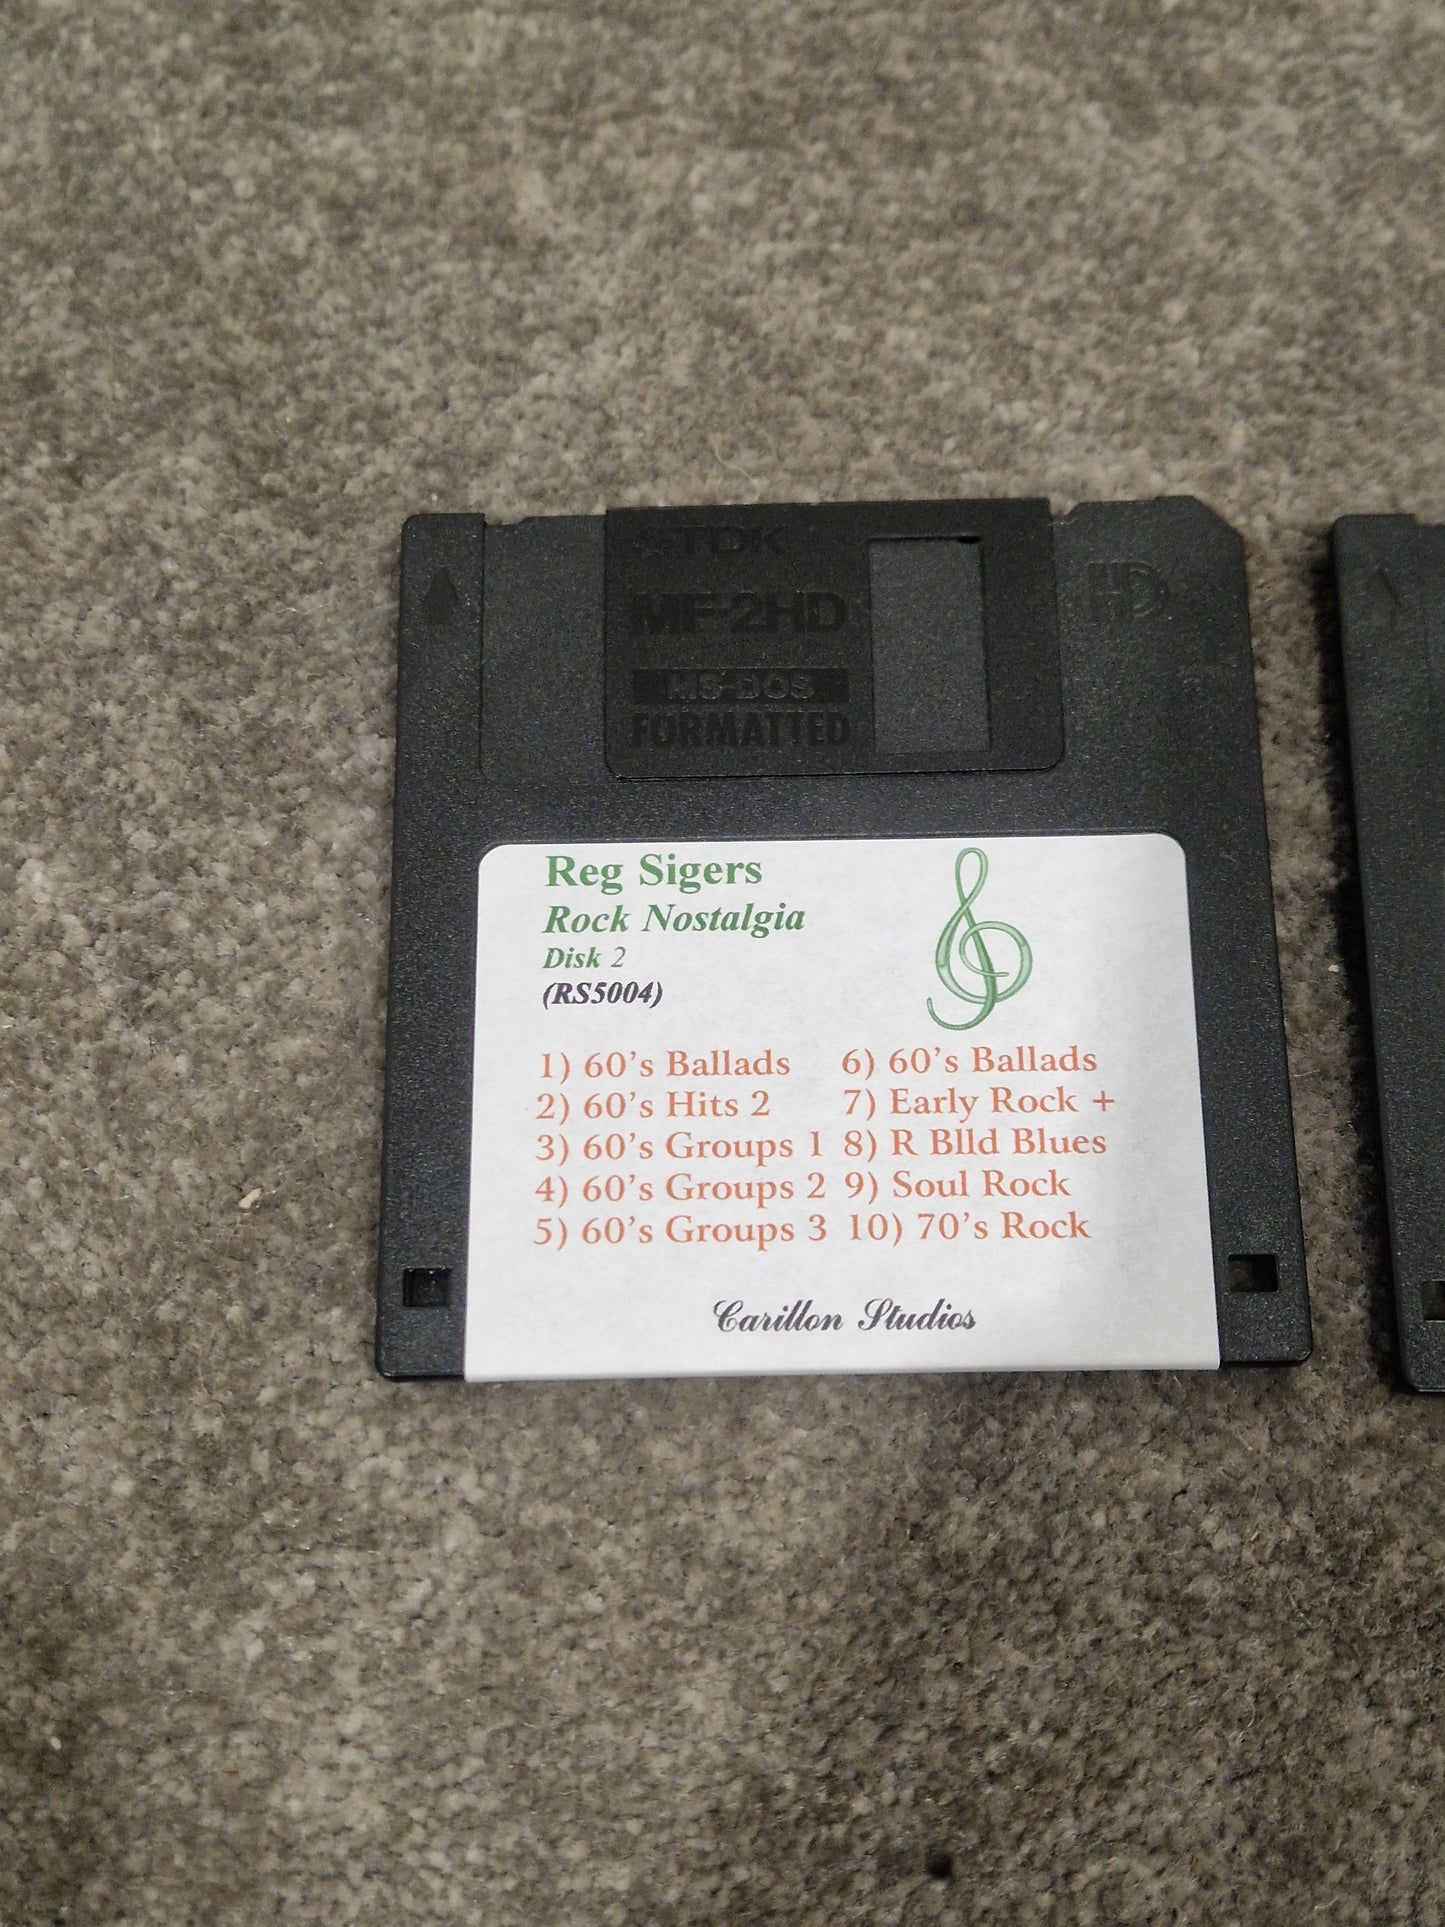 TDK
HD
MF-2HD
MS-DOS
FORMATTED
Reg Sigers
Rock Nostalgia
Disk 2
(RS5004)
1) 60's Ballads 6) 60's Ballads
2) 60's Hits 2 7) Early Rock +
3) 60's Groups 1 8) R Blld Blues
4) 60's Groups 2 9) Soul Rock
5) 60's Groups 3 10) 70's Rock
Carillon Studios